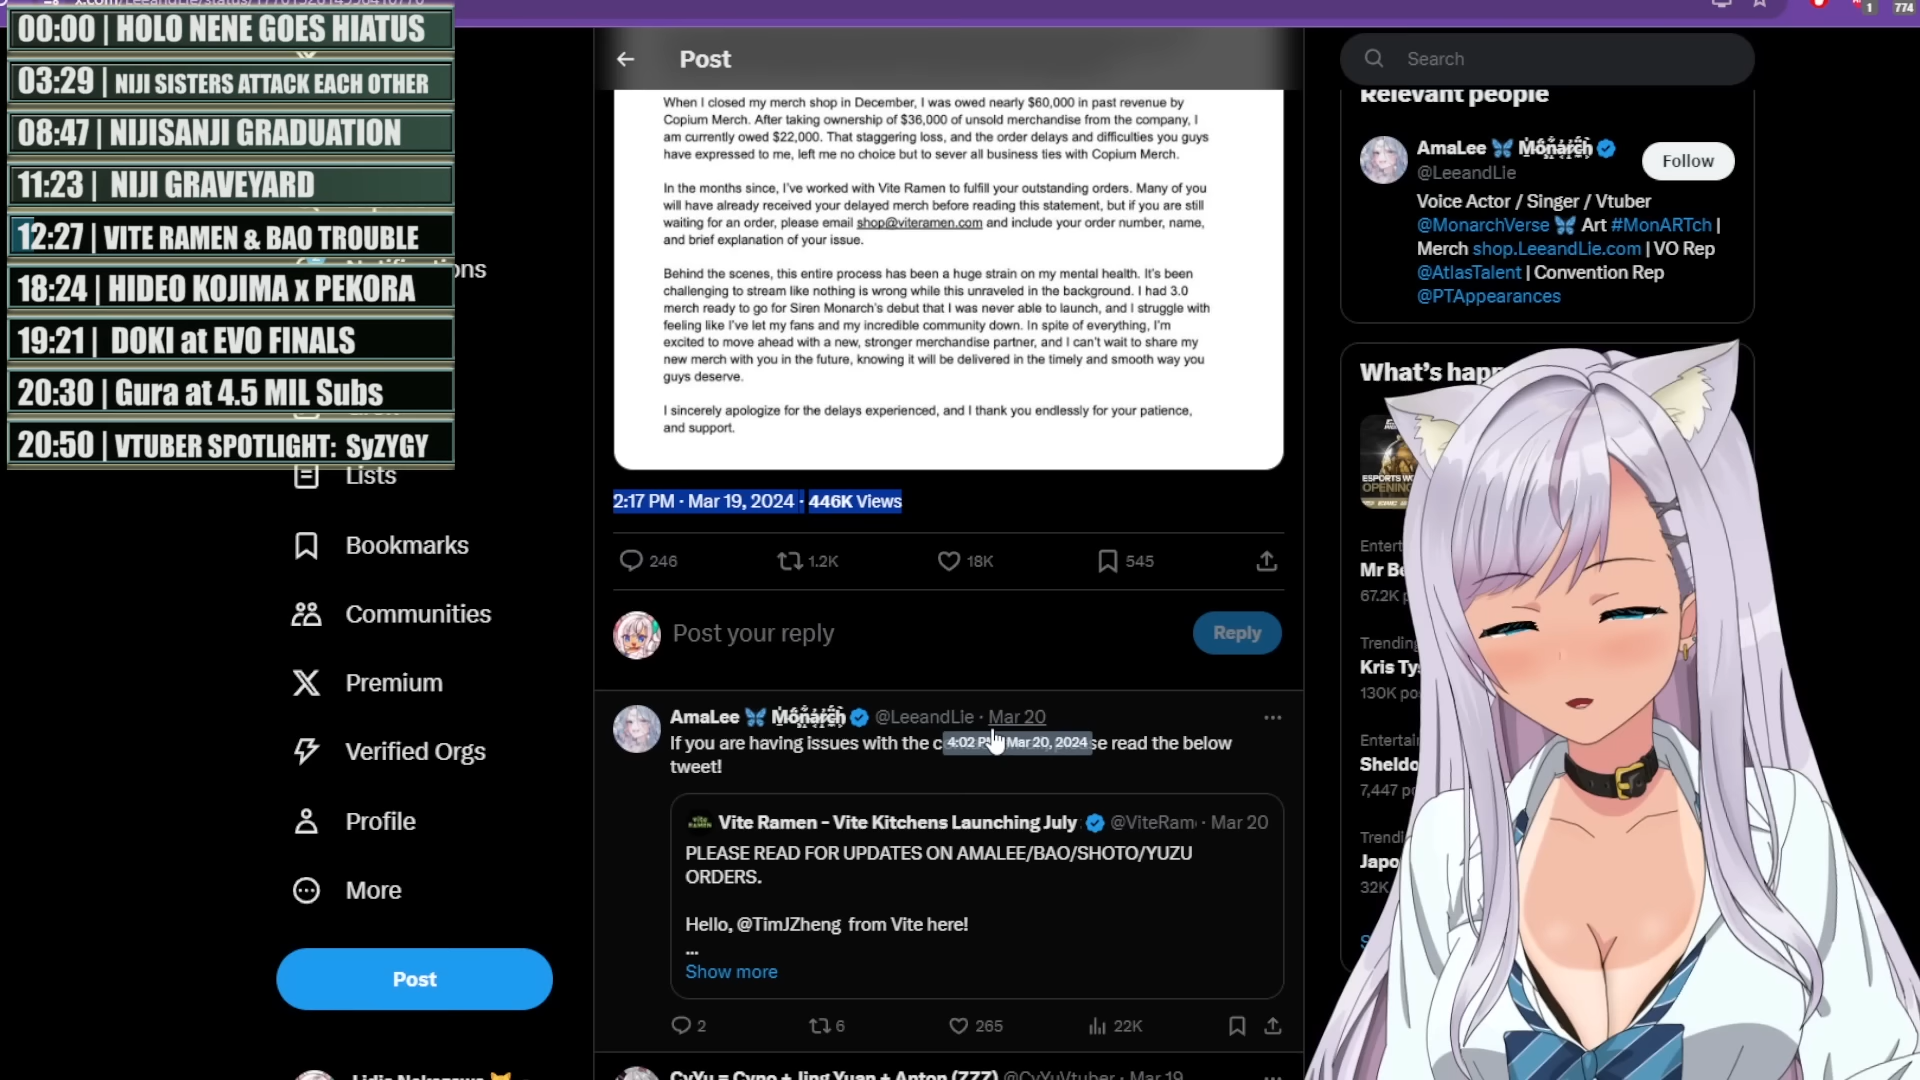 774
1
00:00 | HOLO NENE GOES HIATUS
03:29 | NIJI SISTERS ATTACK EACH OTHER
08:47 | NIJISANJI GRADUATION
11:23 | NIJI GRAVEYARD
12:27 | VITE RAMEN & BAO TROUBLE
18:24 | HIDEO KOJIMA x PEKORA
19:21 | DOKI at EVO FINALS
20:30 | Gura at 4.5 MIL Subs
20:50 | VTUBER SPOTLIGHT: SyZYGY
Lists
Bookmarks
Communities
Premium
Verified Orgs
Profile
More
Post
Post
When I closed my merch shop in December, I was owed nearly $60,000 in past revenue by
Copium Merch. After taking ownership of $36,000 of unsold merchandise from the company, I
am currently owed $22,000. That staggering loss, and the order delays and difficulties you guys
have expressed to me, left me no choice but to sever all business ties with Copium Merch.
In the months since, I've worked with Vite Ramen to fulfill your outstanding orders. Many of you
will have already received your delayed merch before reading this statement, but if you are still
waiting for an order, please email shop@viteramen.com and include your order number, name,
and brief explanation of your issue.
Behind the scenes, this entire process has been a huge strain on my mental health. It's been
challenging to stream like nothing is wrong while this unraveled in the background. I had 3.0
merch ready to go for Siren Monarch's debut that I was never able to launch, and I struggle with
feeling like I've let my fans and my incredible community down. In spite of everything, I'm
excited to move ahead with a new, stronger merchandise partner, and I can't wait to share my
new merch with you in the future, knowing it will be delivered in the timely and smooth way you
guys deserve.
I sincerely apologize for the delays experienced, and I thank you endlessly for your patience,
and support.
2:17 PM · Mar 19, 2024 · 446K Views
246 1.2K 18K 545
Post your reply
Reply
AmaLee Monarch @LeeandLie · Mar 20
If you are having issues with the se read the below
4:02 Mar 20, 2024
tweet!
Vite Ramen - Vite Kitchens Launching July @ViteRam · Mar 20
PLEASE READ FOR UPDATES ON AMALEE/BAO/SHOTO/YUZU
ORDERS.
Hello, @TimJZheng from Vite here!
...
Show more
2 6 265 22K
CyYu = Cyno + Jing Yuan + Anton (ZZZ) @CyYuVtuber · Mar 19
Search
Relevant people
AmaLee Monarch
@LeeandLie
Follow
Voice Actor / Singer / Vtuber
@MonarchVerse Art #MonARTch |
Merch shop.LeeandLie.com | VO Rep
@AtlasTalent | Convention Rep
@PTAppearances
What's happ
ESPORTS W
OPENING
Entert
Mr Be
67.2K p
Trending
Kris Ty
130K po
Entertai
Sheldo
7,447 p
Trendi
Japo
32K